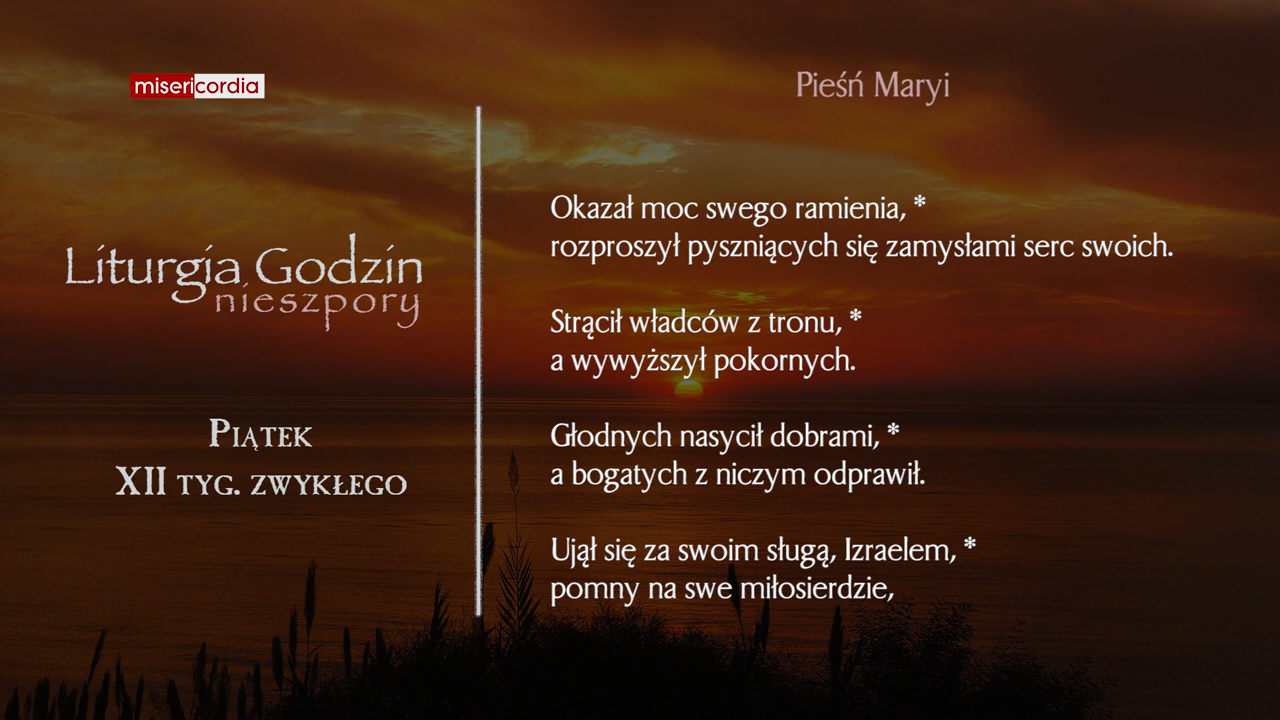 misericordia
Liturgia Godzin
nieszpory
Piątek
XII tyg. zwykłego
Pieśń Maryi
Okazał moc swego ramienia, *
rozproszył pyszniących się zamysłami serc swoich.
Strącił władców z tronu, *
a wywyższył pokornych.
Głodnych nasycił dobrami, *
a bogatych z niczym odprawił.
Ujął się za swoim sługą, Izraelem, *
pomny na swe miłosierdzie,